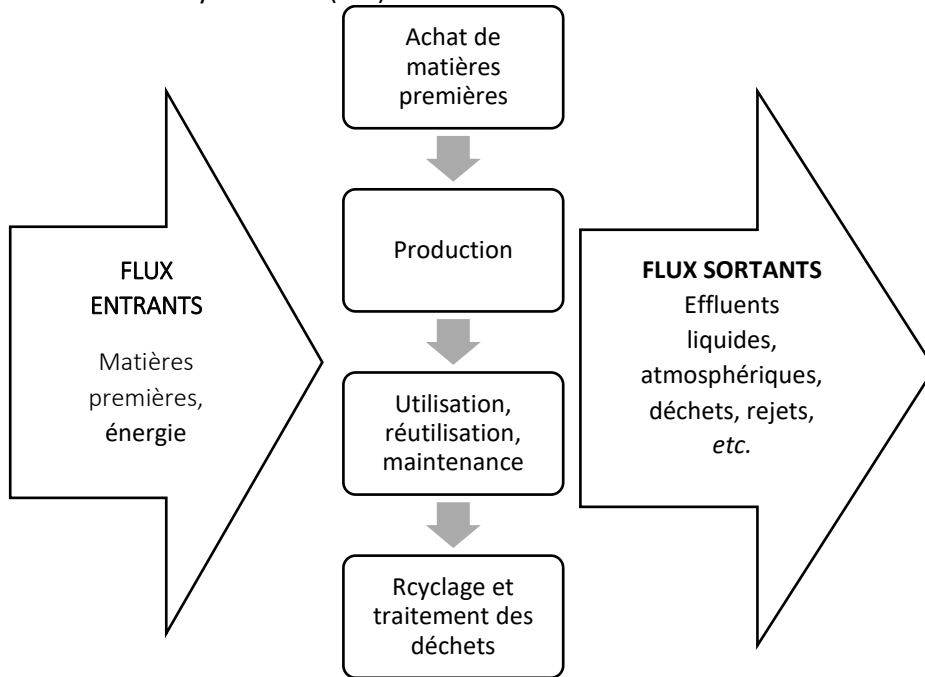 Achat de
matières
premières
Production
FLUX
ENTRANTS
Matières
premières,
énergie
Utilisation,
réutilisation,
maintenance
FLUX SORTANTS
Effluents
liquides,
atmosphériques,
déchets, rejets,
etc.
Rcyclage et
traitement des
déchets